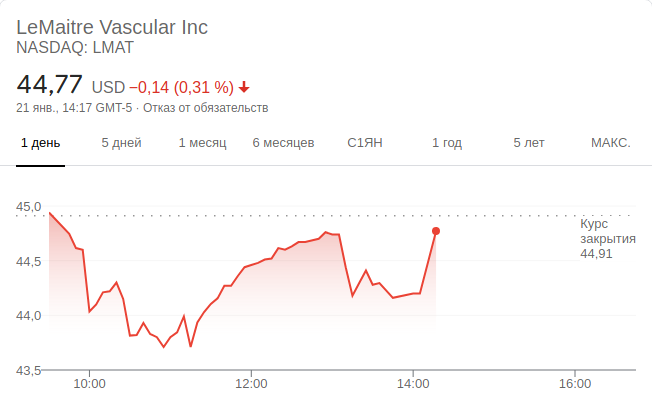 LeMaitre Vascular Inc
NASDAQ: LMAT
44,77 USD −0,14 (0,31 %)
21 янв., 14:17 GMT-5 · Отказ от обязательств
1 день 5 дней 1 месяц 6 месяцев С1ЯН 1 год 5 лет МАКС.
45,0
Курс
закрытия
44,91
44,5
44,0
43,5
10:00 12:00 14:00 16:00